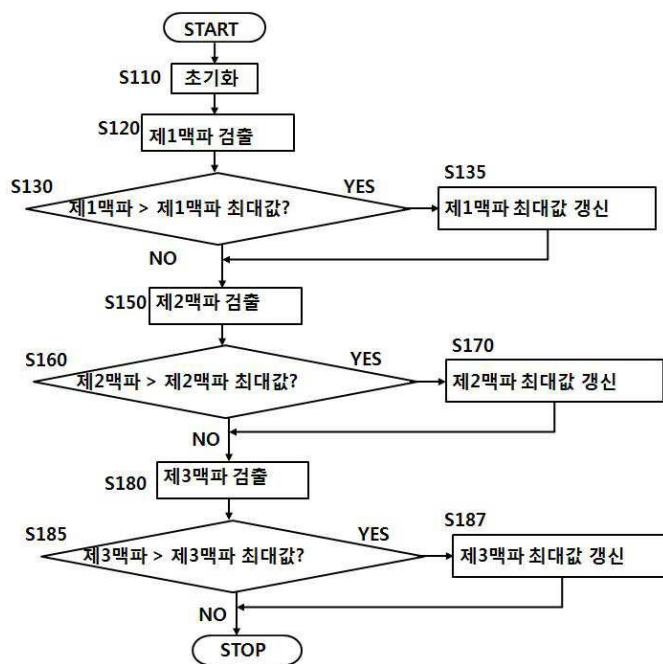 START
S110
초기화
S120
제1맥파 검출
S130
제1맥파 > 제1맥파 최대값?
YES
S135
제1맥파 최대값 갱신
NO
S150
제2맥파 검출
S160
제2맥파 > 제2맥파 최대값?
YES
S170
제2맥파 최대값 갱신
NO
S180
제3맥파 검출
S185
제3맥파 > 제3맥파 최대값?
YES
S187
제3맥파 최대값 갱신
NO
STOP